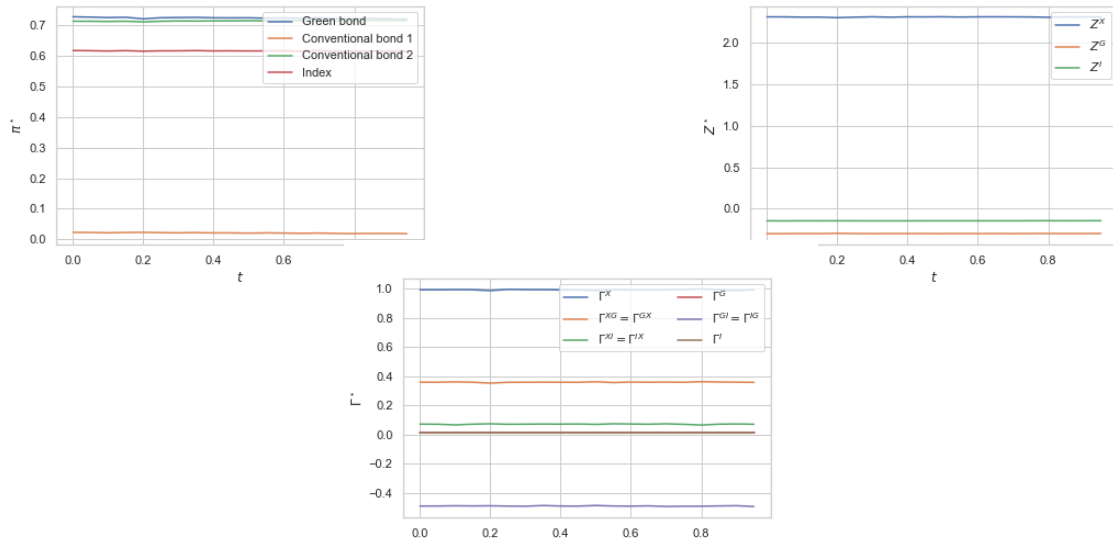 0.7
0.6
0.5
0.4
0.3
0.2
0.1
0.0
π*
Green bond
Conventional bond 1
Conventional bond 2
Index
0.0 0.2 0.4 0.6
t
2.0
1.5
1.0
0.5
0.0
Z*
Z^X
Z^G
Z^I
0.2 0.4 0.6 0.8
t
1.0
0.8
0.6
0.4
0.2
0.0
−0.2
−0.4
Γ*
Γ^X Γ^G
Γ^{XG} = Γ^{GX} Γ^{GI} = Γ^{IG}
Γ^{XI} = Γ^{IX} Γ^I
0.0 0.2 0.4 0.6 0.8